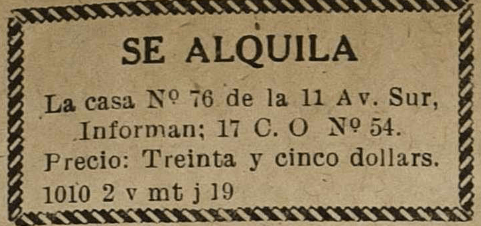 SE ALQUILA
La casa Nº 76 de la 11 Av. Sur,
Informan; 17 C. O Nº 54.
Precio: Treinta y cinco dollars.
1010 2 v mt j 19